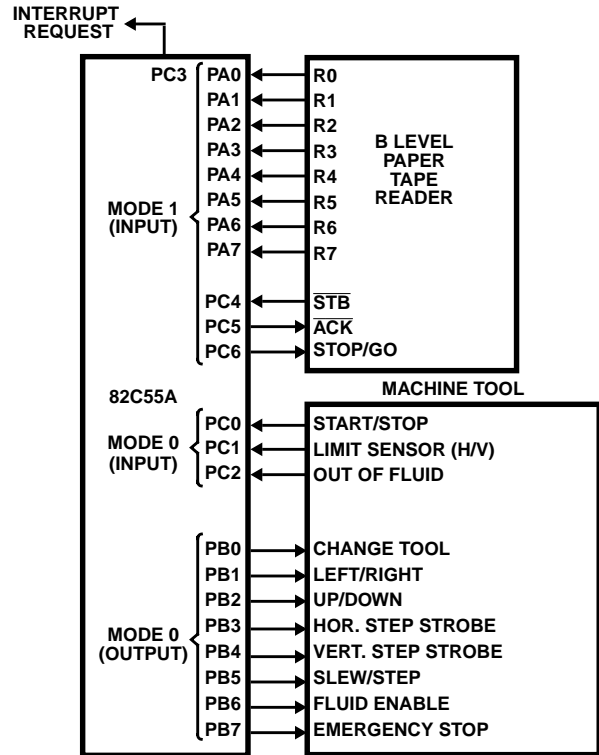 INTERRUPT
REQUEST
PC3 PA0 R0
PA1 R1
PA2 R2
PA3 R3
PA4 R4
PA5 R5
PA6 R6
PA7 R7
MODE 1
(INPUT)
B LEVEL
PAPER
TAPE
READER
PC4 STB
PC5 ACK
PC6 STOP/GO
82C55A
MACHINE TOOL
MODE 0
(INPUT)
PC0 START/STOP
PC1 LIMIT SENSOR (H/V)
PC2 OUT OF FLUID
MODE 0
(OUTPUT)
PB0 CHANGE TOOL
PB1 LEFT/RIGHT
PB2 UP/DOWN
PB3 HOR. STEP STROBE
PB4 VERT. STEP STROBE
PB5 SLEW/STEP
PB6 FLUID ENABLE
PB7 EMERGENCY STOP